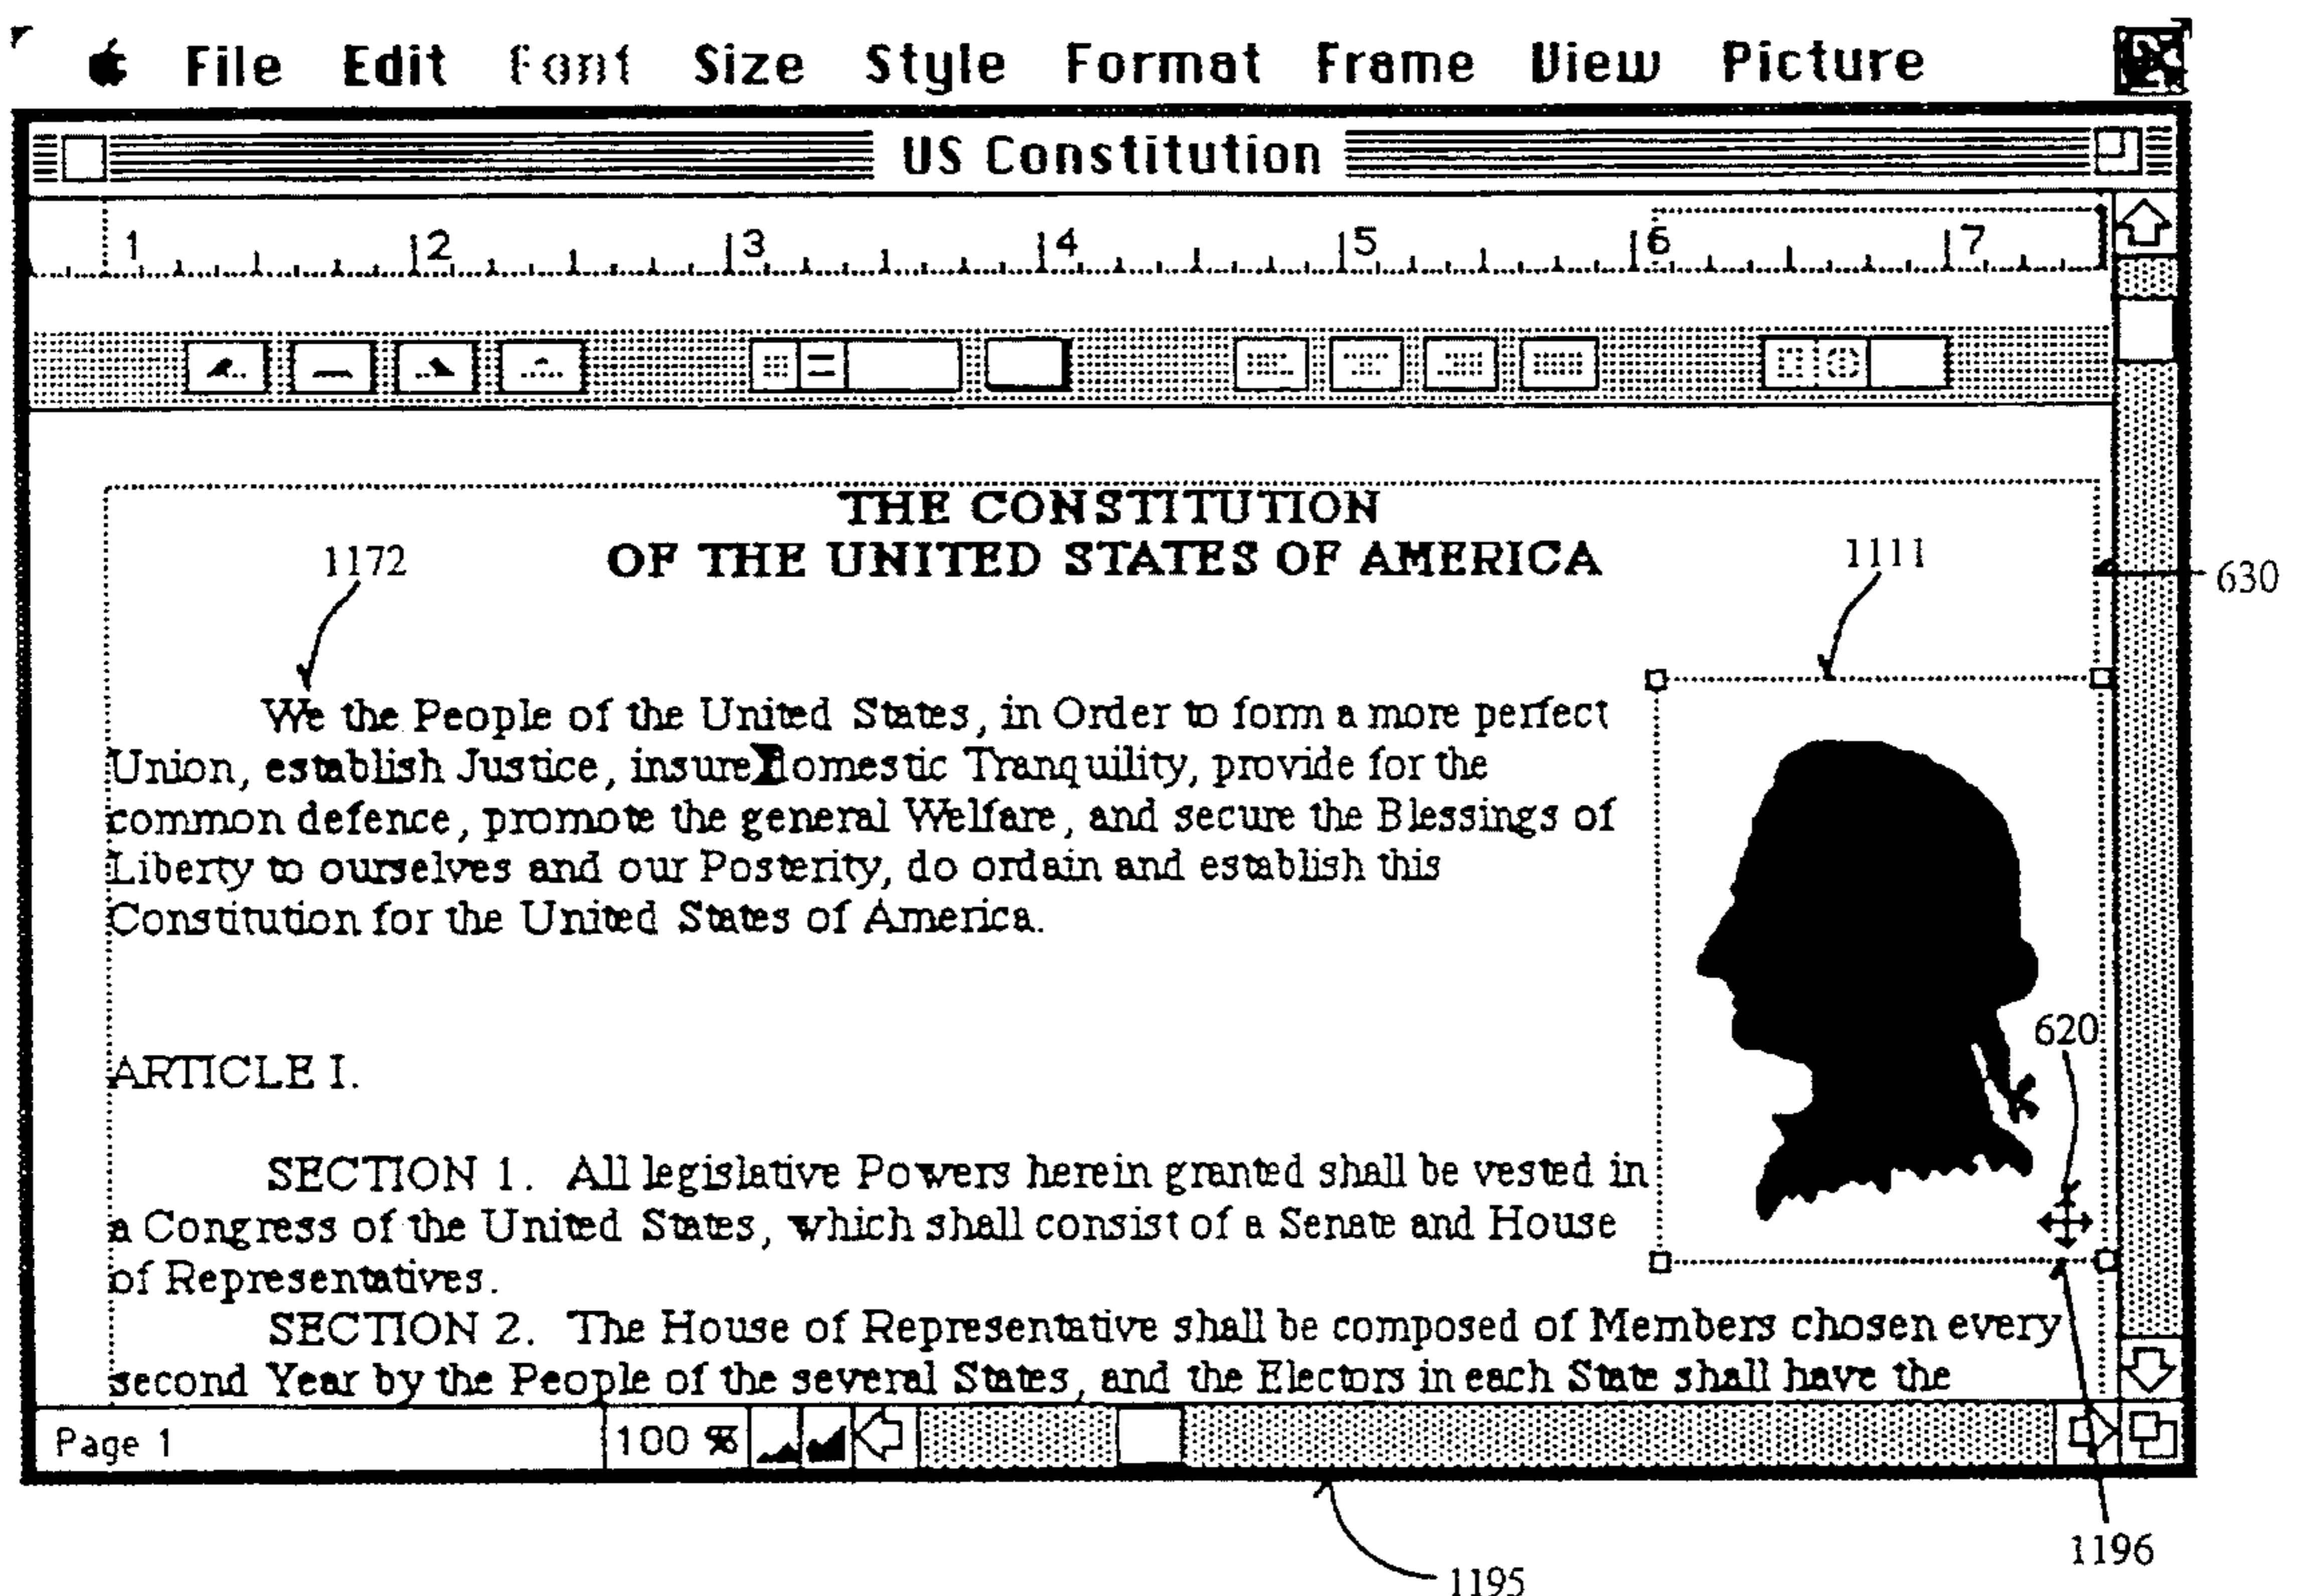 File Edit Font Size Style Format Frame View Picture
US Constitution
1 2 3 4 5 6 7
THE CONSTITUTION
OF THE UNITED STATES OF AMERICA
1172
1111
630
We the People of the United States, in Order to form a more perfect
Union, establish Justice, insure Domestic Tranquility, provide for the
common defence, promote the general Welfare, and secure the Blessings of
Liberty to ourselves and our Posterity, do ordain and establish this
Constitution for the United States of America.
620
ARTICLE I.
SECTION 1. All legislative Powers herein granted shall be vested in
a Congress of the United States, which shall consist of a Senate and House
of Representatives.
SECTION 2. The House of Representative shall be composed of Members chosen every
second Year by the People of the several States, and the Electors in each State shall have the
Page 1
100 %
1196
1195